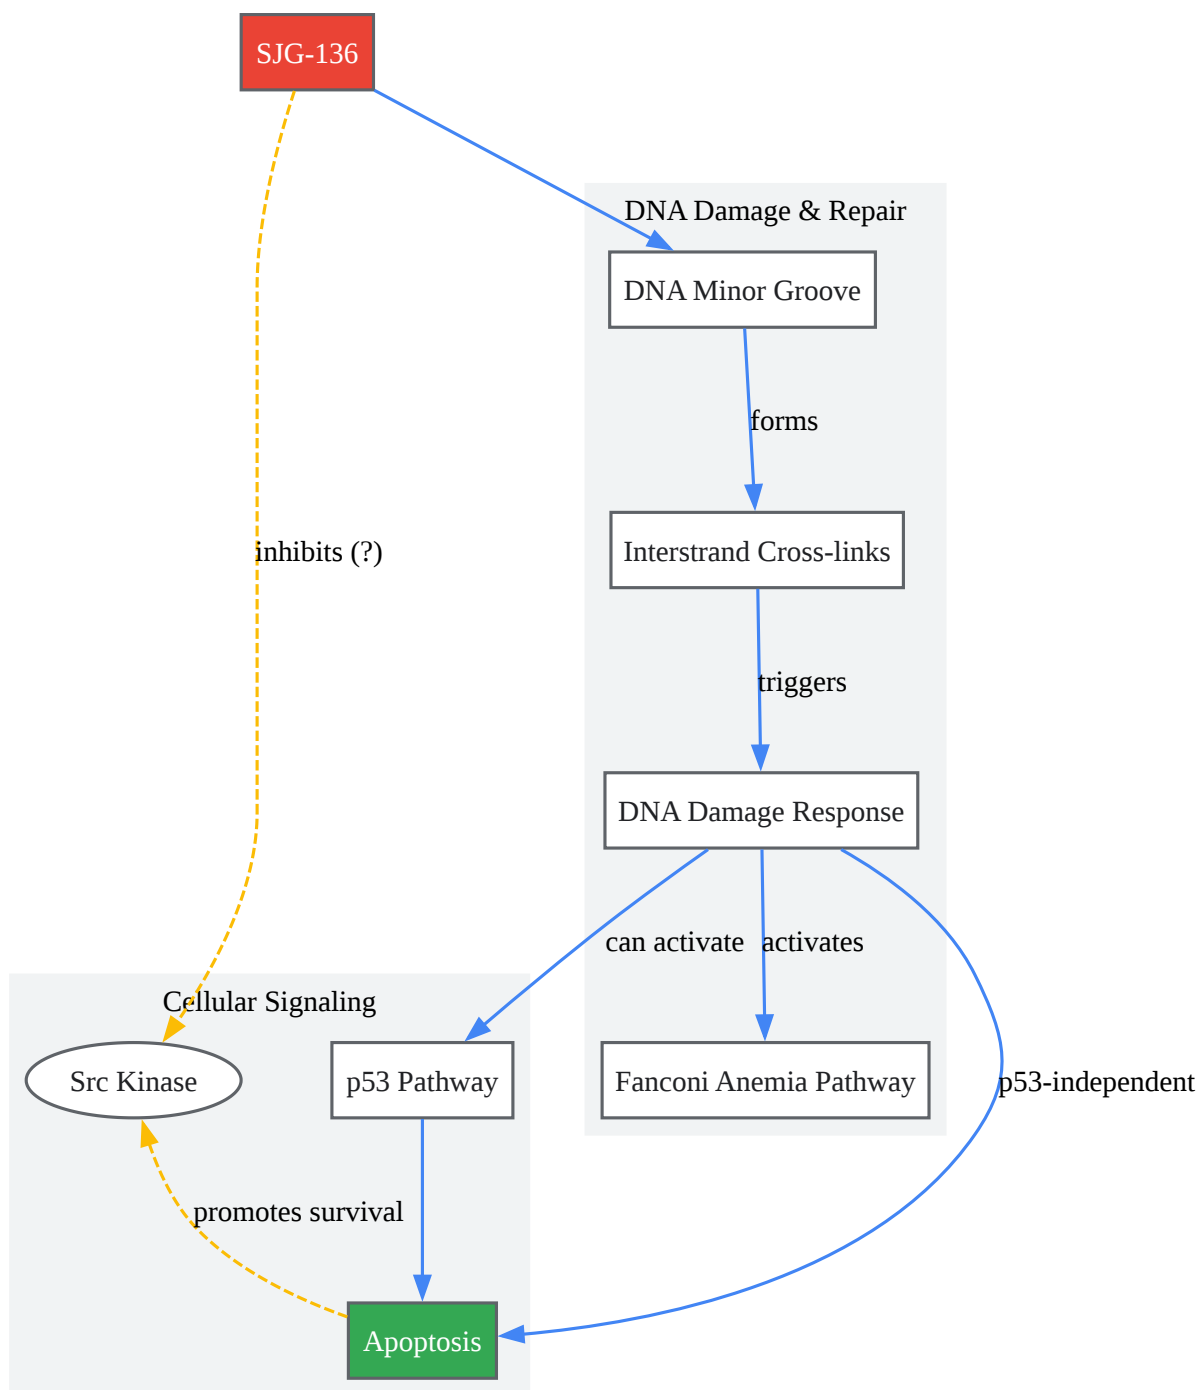 SJG-136
DNA Damage & Repair
DNA Minor Groove
forms
inhibits (?)
Interstrand Cross-links
triggers
DNA Damage Response
can activate
activates
Cellular Signaling
Src Kinase
p53 Pathway
Fanconi Anemia Pathway
p53-independent
promotes survival
Apoptosis